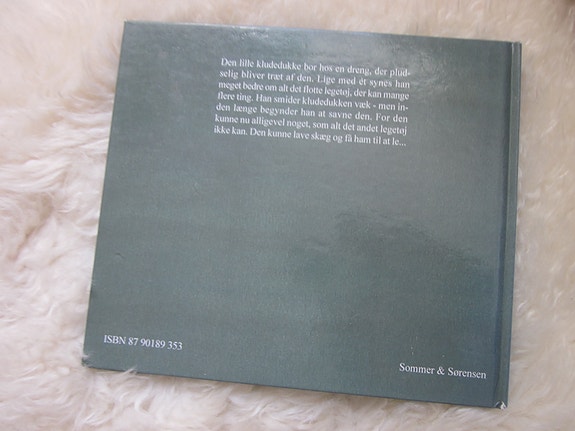 Den lille kludedukke bor hos en dreng, der plud-
selig bliver træt af den. Lige med ét synes han
meget bedre om alt det flotte legetøj, der kan mange
flere ting. Han smider kludedukken væk - men in-
den længe begynder han at savne den. For den
kunne nu alligevel noget, som alt det andet legetøj
ikke kan. Den kunne lave skæg og få ham til at le...
ISBN 87 90189 353
Sommer & Sørensen